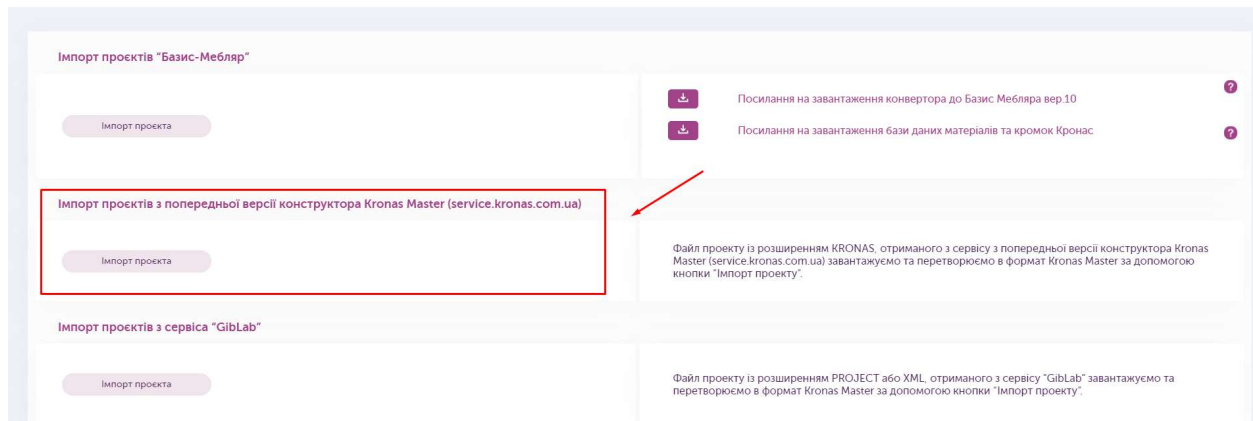 Імпорт проєктів “Базис-Мебляр“
Імпорт проєкта
Посилання на завантаження конвертора до Базис Мебляра вер.10
?
Посилання на завантаження бази даних матеріалів та кромок Кронас
?
Імпорт проєктів з попередньої версії конструктора Kronas Master (service.kronas.com.ua)
Імпорт проєкта
Файл проекту із розширенням KRONAS, отриманого з сервісу з попередньої версії конструктора Kronas
Master (service.kronas.com.ua) завантажуємо та перетворюємо в формат Kronas Master за допомогою
кнопки “Імпорт проекту”.
Імпорт проєктів з сервіса “GibLab”
Імпорт проєкта
Файл проекту із розширенням PROJECT або XML, отриманого з сервісу “GibLab” завантажуємо та
перетворюємо в формат Kronas Master за допомогою кнопки “Імпорт проекту”.